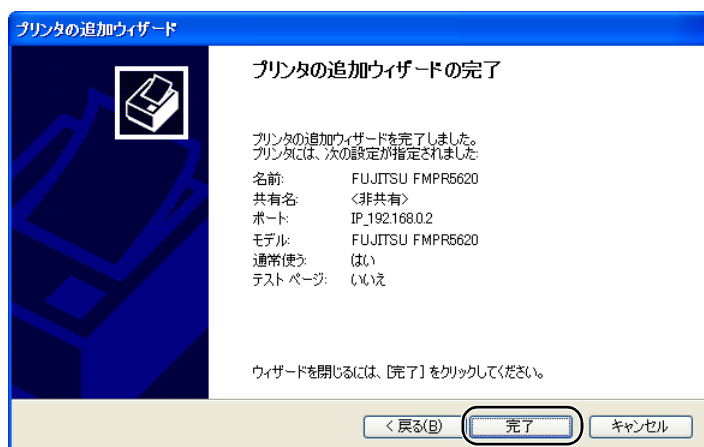 プリンタの追加ウィザード
プリンタの追加ウィザードの完了
プリンタの追加ウィザードを完了しました。
プリンタには、次の設定が指定されました:
名前: FUJITSU FMPR5620
共有名: <非共有>
ポート: IP_192.168.0.2
モデル: FUJITSU FMPR5620
通常使う: はい
テスト ページ: いいえ
ウィザードを閉じるには、[完了] をクリックしてください。
< 戻る(B) 完了 キャンセル